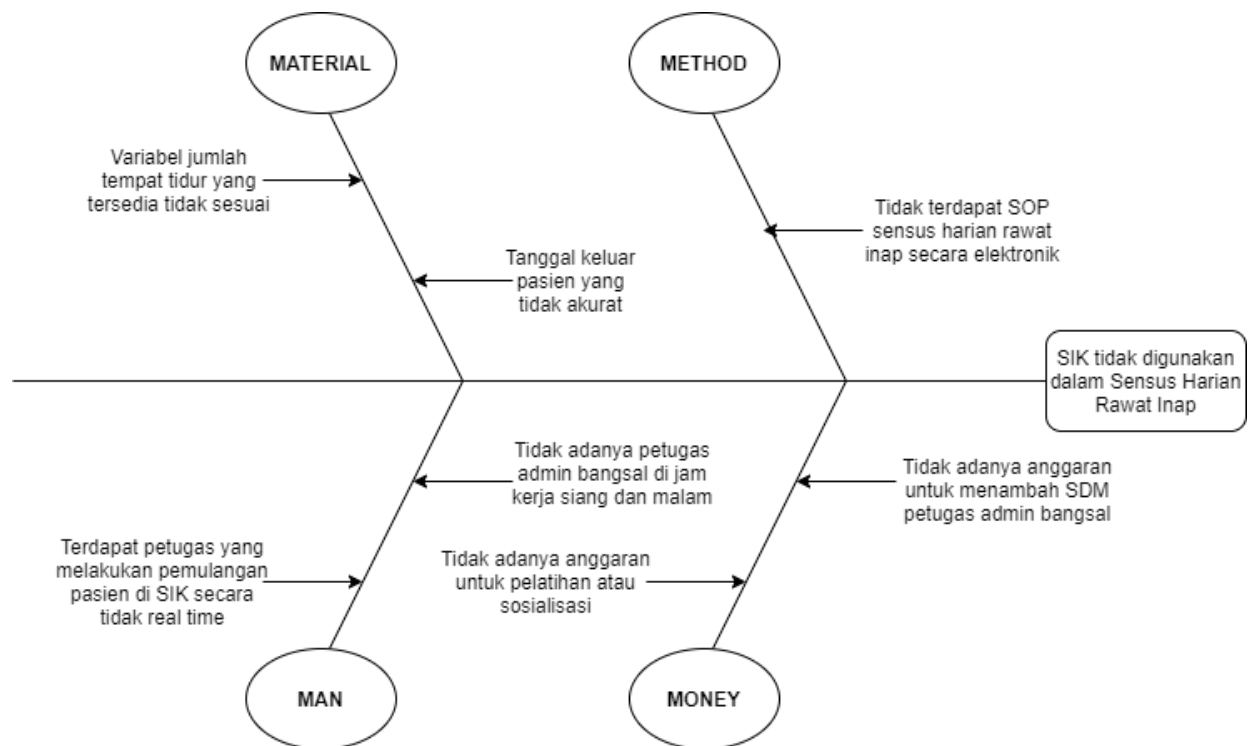 MATERIAL
METHOD
Variabel jumlah
tempat tidur yang
tersedia tidak sesuai
Tidak terdapat SOP
sensus harian rawat
inap secara elektronik
Tanggal keluar
pasien yang
tidak akurat
SIK tidak digunakan
dalam Sensus Harian
Rawat Inap
Tidak adanya petugas
admin bangsal di jam
kerja siang dan malam
Tidak adanya anggaran
untuk menambah SDM
petugas admin bangsal
Terdapat petugas yang
melakukan pemulangan
pasien di SIK secara
tidak real time
Tidak adanya anggaran
untuk pelatihan atau
sosialisasi
MAN
MONEY